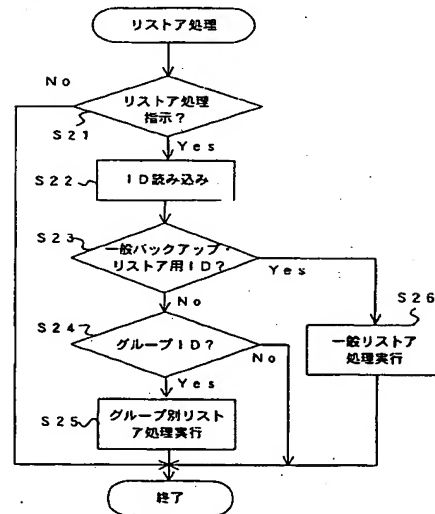 リストア処理
No
リストア処理
指示?
S21
Yes
S22
ID読み込み
S23
一般バックアップ・
リストア用ID?
Yes
No
S24
グループID?
No
S26
一般リストア
処理実行
Yes
S25
グループ別リスト
ア処理実行
終了